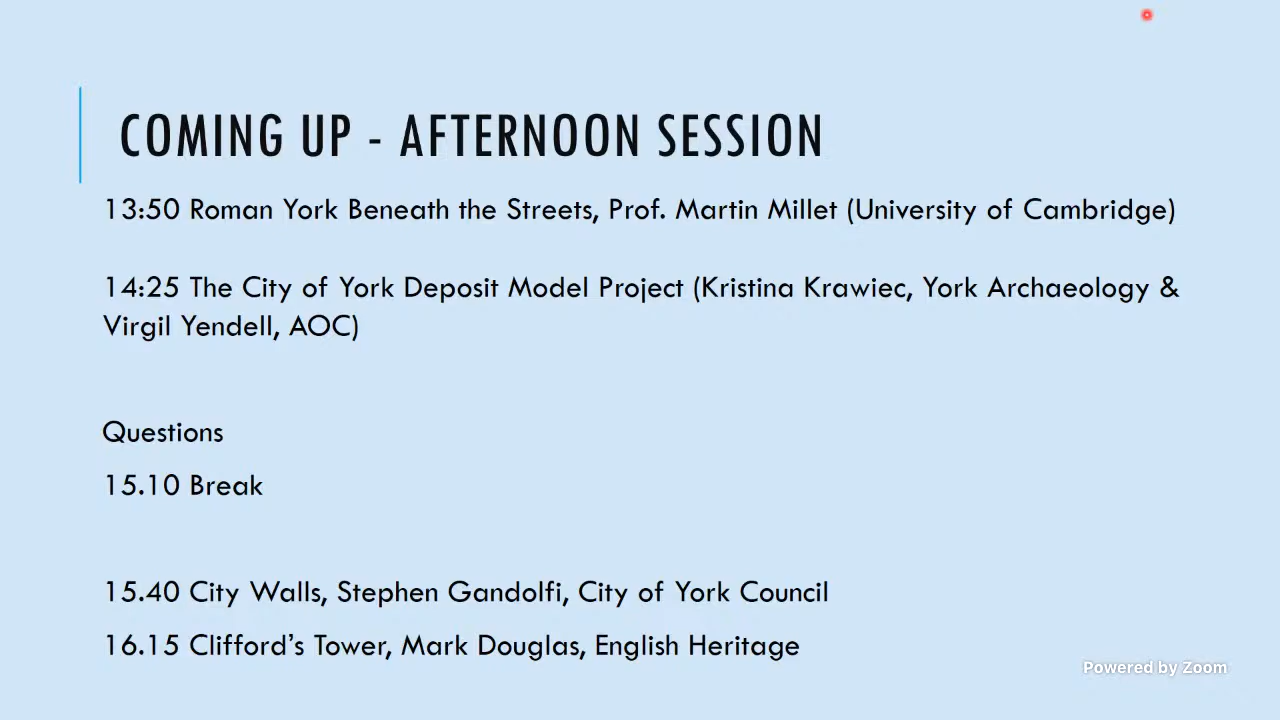 COMING UP - AFTERNOON SESSION
13:50 Roman York Beneath the Streets, Prof. Martin Millet (University of Cambridge)
14:25 The City of York Deposit Model Project (Kristina Krawiec, York Archaeology &
Virgil Yendell, AOC)
Questions
15.10 Break
15.40 City Walls, Stephen Gandolfi, City of York Council
16.15 Clifford’s Tower, Mark Douglas, English Heritage
Powered by Zoom